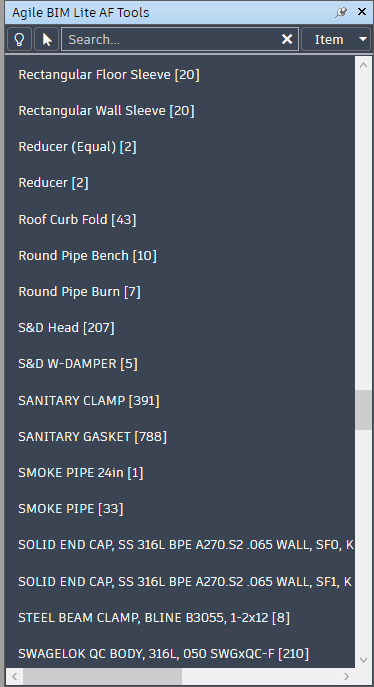 Agile BIM Lite AF Tools
Search...
Item
Rectangular Floor Sleeve [20]
Rectangular Wall Sleeve [20]
Reducer (Equal) [2]
Reducer [2]
Roof Curb Fold [43]
Round Pipe Bench [10]
Round Pipe Burn [7]
S&D Head [207]
S&D W-DAMPER [5]
SANITARY CLAMP [391]
SANITARY GASKET [788]
SMOKE PIPE 24in [1]
SMOKE PIPE [33]
SOLID END CAP, SS 316L BPE A270.S2 .065 WALL, SF0, K
SOLID END CAP, SS 316L BPE A270.S2 .065 WALL, SF1, K
STEEL BEAM CLAMP, BLINE B3055, 1-2x12 [8]
SWAGELOK QC BODY, 316L, 050 SWGxQC-F [210]